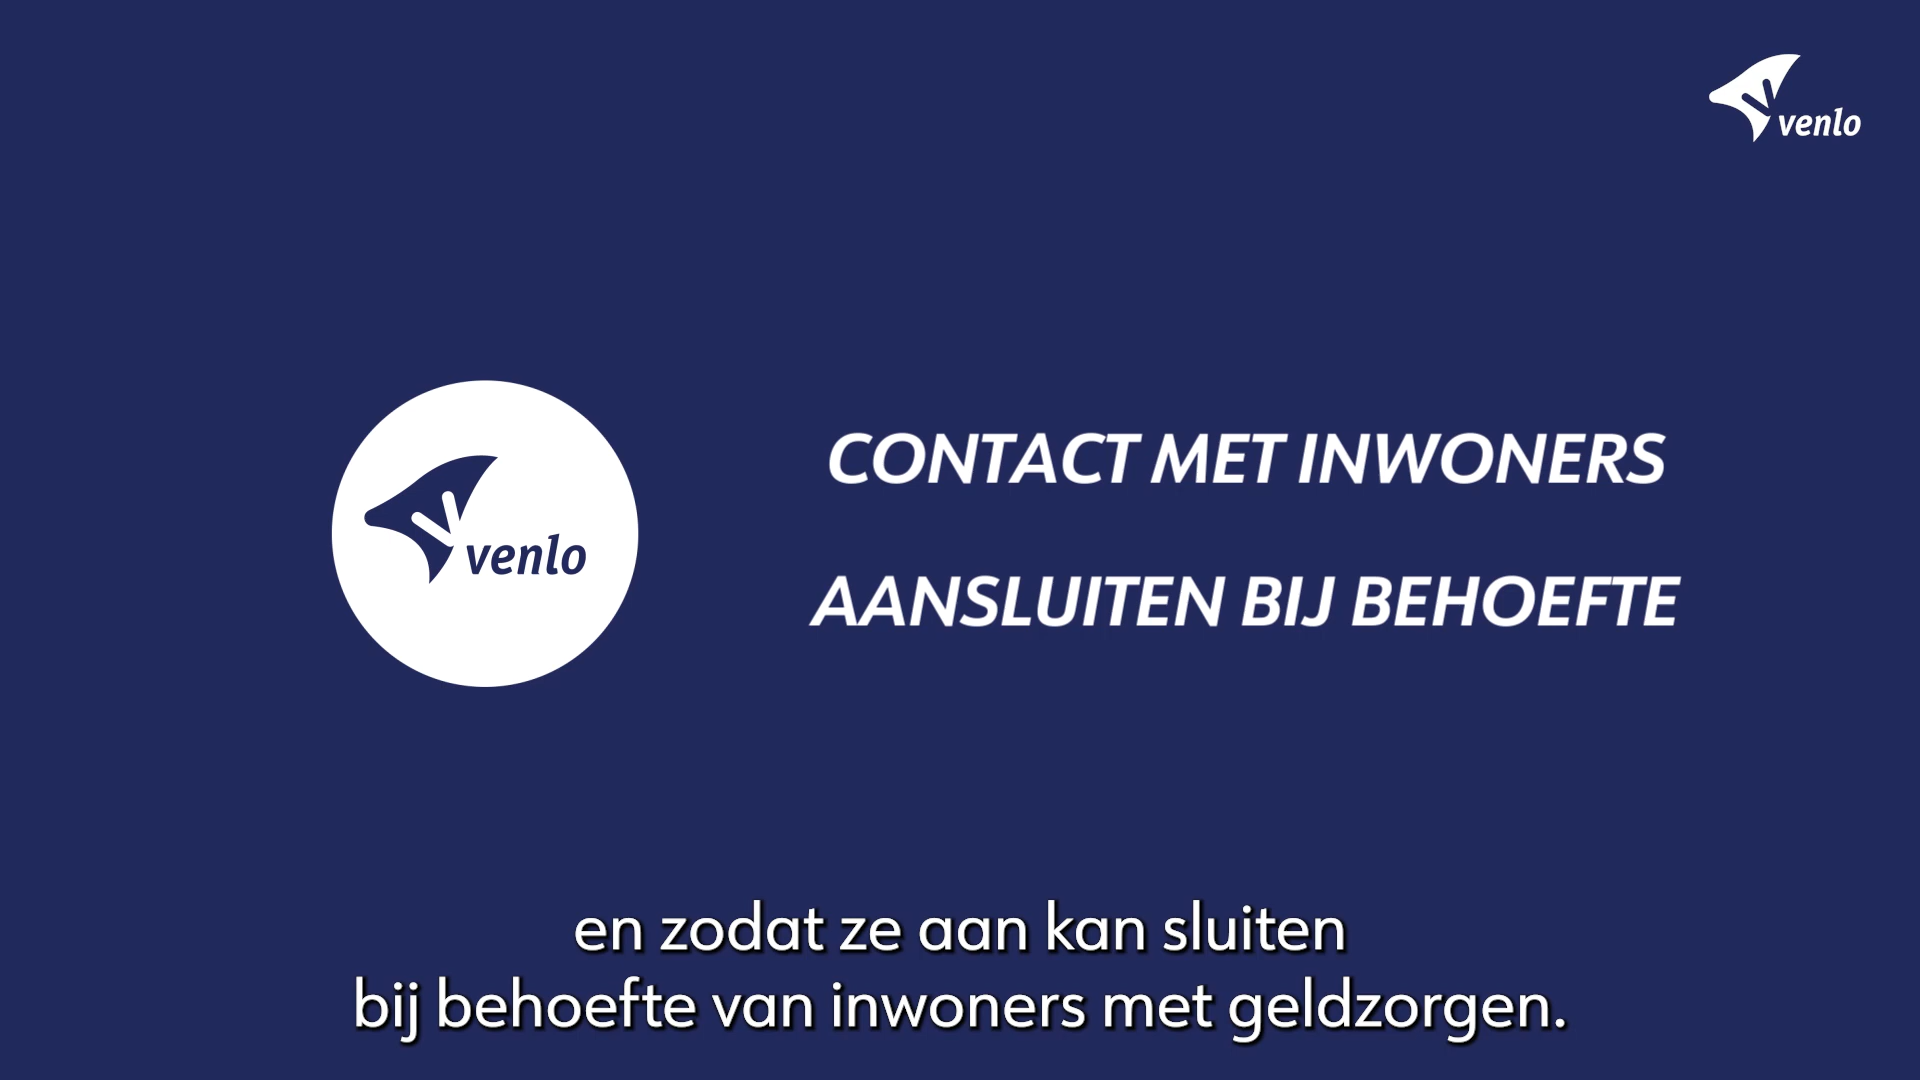 venlo
venlo
CONTACT MET INWONERS
AANSLUITEN BIJ BEHOEFTE
en zodat ze aan kan sluiten
bij behoefte van inwoners met geldzorgen.